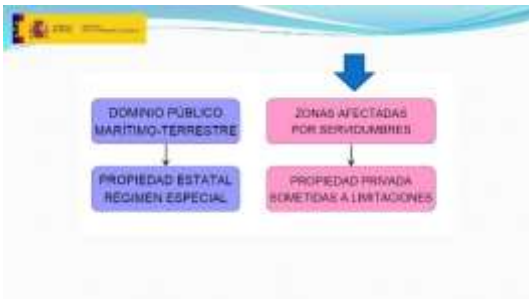 DOMINIO PÚBLICO
MARÍTIMO-TERRESTRE
ZONAS AFECTADAS
POR SERVIDUMBRES
PROPIEDAD ESTATAL
RÉGIMEN ESPECIAL
PROPIEDAD PRIVADA
SOMETIDAS A LIMITACIONES